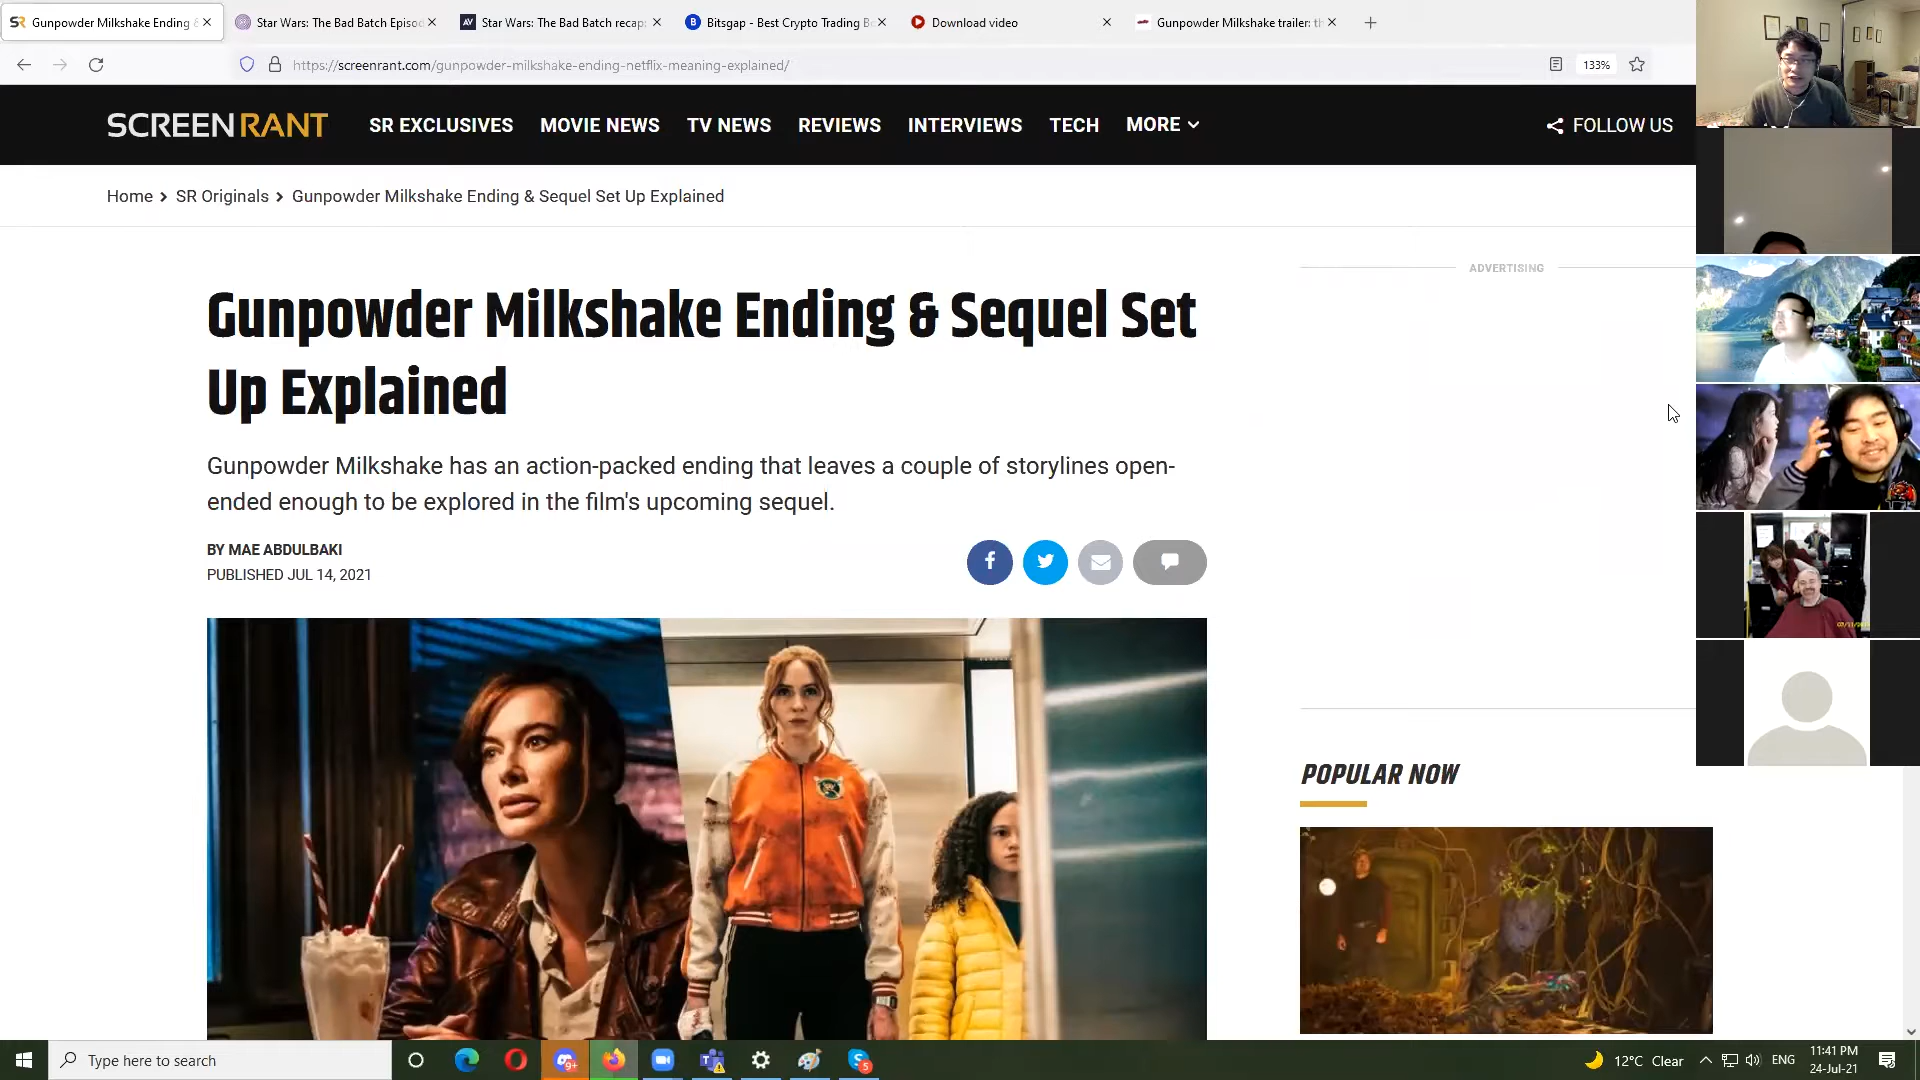 Gunpowder Milkshake Ending &
Star Wars: The Bad Batch Episod
Star Wars: The Bad Batch recap:
Bitsgap - Best Crypto Trading Bo
Download video
Gunpowder Milkshake trailer: th
https://screenrant.com/gunpowder-milkshake-ending-netflix-meaning-explained/
133%
SCREENRANT
SR EXCLUSIVES
MOVIE NEWS
TV NEWS
REVIEWS
INTERVIEWS
TECH
MORE
FOLLOW US
Home > SR Originals > Gunpowder Milkshake Ending & Sequel Set Up Explained
ADVERTISING
Gunpowder Milkshake Ending & Sequel Set
Up Explained
Gunpowder Milkshake has an action-packed ending that leaves a couple of storylines open-
ended enough to be explored in the film's upcoming sequel.
BY MAE ABDULBAKI
PUBLISHED JUL 14, 2021
POPULAR NOW
Type here to search
12°C Clear
ENG
11:41 PM
24-Jul-21